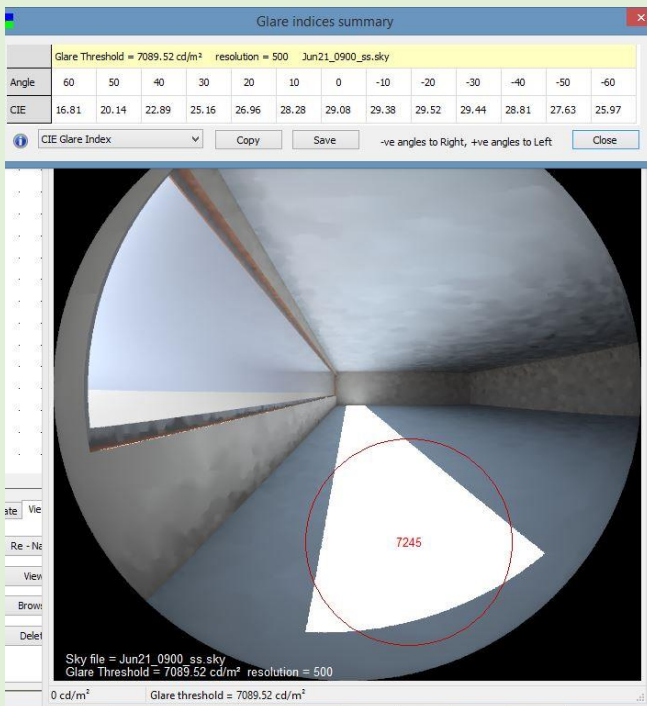 Glare indices summary
Glare Threshold = 7089.52 cd/m² resolution = 500 Jun21_0900_ss.sky
Angle 60 50 40 30 20 10 0 -10 -20 -30 -40 -50 -60
CIE 16.81 20.14 22.89 25.16 26.96 28.28 29.08 29.38 29.52 29.44 28.81 27.63 25.97
CIE Glare Index Copy Save -ve angles to Right, +ve angles to Left Close
ate Vie
Re - Na
7245
View
Brows
Delet
Sky file = Jun21_0900_ss.sky
Glare Threshold = 7089.52 cd/m² resolution = 500
0 cd/m² Glare threshold = 7089.52 cd/m²